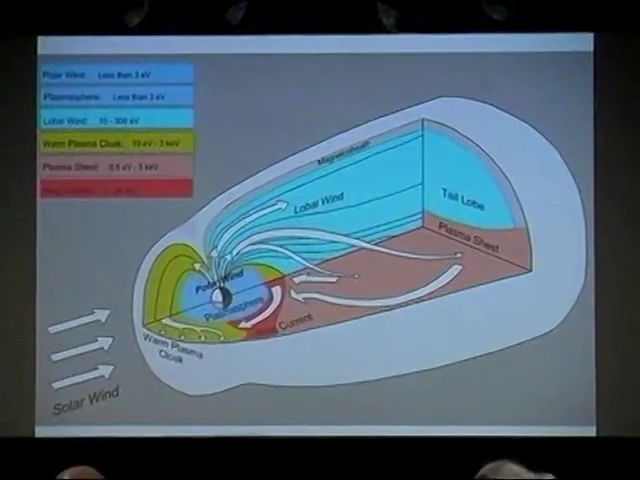 Polar Wind: Less than 3 eV
Plasmasphere: Less than 3 eV
Lobal Wind: 10 - 300 eV
Warm Plasma Cloak: 10 eV - 3 keV
Plasma Sheet: 0.5 eV - 5 keV
Magnetosheath
Lobal Wind
Tail Lobe
Plasma Sheet
Polar Wind
Plasmasphere
Current
Warm Plasma
Cloak
Solar Wind